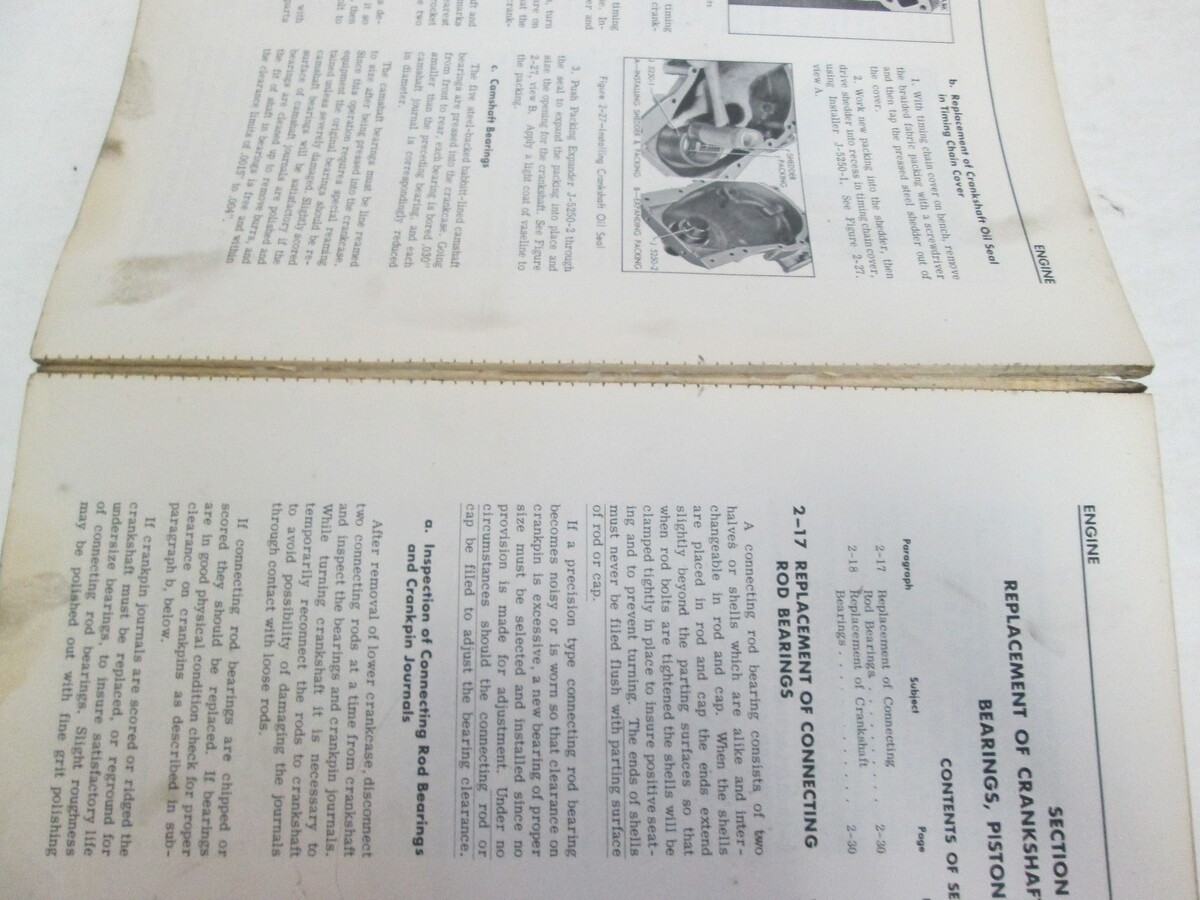 ENGINE
b. Replacement of Crankshaft Oil Seal
in Timing Chain Cover
1. With timing chain cover on bench, remove
the braided fabric packing with a screwdriver
and then tap the pressed steel shedder out of
the cover.
2. Work new packing into the shedder, then
drive shedder into recess in timing chain cover,
using Installer J-5250-1. See Figure 2-27,
view A.
SHEDDER
PACKING
J 5250-1
J 5250-2
A—INSTALLING SHEDDER & PACKING B—EXPANDING PACKING
Figure 2-27—Installing Crankshaft Oil Seal
3. Push Packing Expander J-5250-2 through
the seal to expand the packing into place and
size the opening for the crankshaft. See Figure
2-27, view B. Apply a light coat of vaseline to
the packing.
c. Camshaft Bearings
The five steel-backed babbitt-lined camshaft
bearings are pressed into the crankcase. Going
from front to rear, each bearing is bored .030"
smaller than the preceding bearing, and each
camshaft journal is correspondingly reduced
in diameter.
The camshaft bearings must be line reamed
to size after being pressed into the crankcase.
Since this operation requires special reaming
equipment the original bearings should be re-
tained unless severely damaged. Slightly scored
camshaft bearings will be satisfactory if the
surface of camshaft journals are polished and
bearings are cleaned up to remove burrs, and
the fit of shaft in bearings is free and within
the clearance limits of .0015" to .004".
ENGINE
SECTION
REPLACEMENT OF CRANKSHAF
BEARINGS, PISTON
CONTENTS OF SE
Paragraph Subject Page
2-17 Replacement of Connecting
Rod Bearings . . . . . . . . 2-30
2-18 Replacement of Crankshaft
Bearings . . . . . . . . . . 2-30
2-17 REPLACEMENT OF CONNECTING
ROD BEARINGS
A connecting rod bearing consists of two
halves or shells which are alike and inter-
changeable in rod and cap. When the shells
are placed in rod and cap the ends extend
slightly beyond the parting surfaces so that
when rod bolts are tightened the shells will be
clamped tightly in place to insure positive seat-
ing and to prevent turning. The ends of shells
must never be filed flush with parting surface
of rod or cap.
If a precision type connecting rod bearing
becomes noisy or is worn so that clearance on
crankpin is excessive, a new bearing of proper
size must be selected and installed since no
provision is made for adjustment. Under no
circumstances should the connecting rod or
cap be filed to adjust the bearing clearance.
a. Inspection of Connecting Rod Bearings
and Crankpin Journals
After removal of lower crankcase, disconnect
two connecting rods at a time from crankshaft
and inspect the bearings and crankpin journals.
While turning crankshaft it is necessary to
temporarily reconnect the rods to crankshaft
to avoid possibility of damaging the journals
through contact with loose rods.
If connecting rod bearings are chipped or
scored they should be replaced. If bearings
are in good physical condition check for proper
clearance on crankpins as described in sub-
paragraph b, below.
If crankpin journals are scored or ridged the
crankshaft must be replaced, or reground for
undersize bearings, to insure satisfactory life
of connecting rod bearings. Slight roughness
may be polished out with fine grit polishing